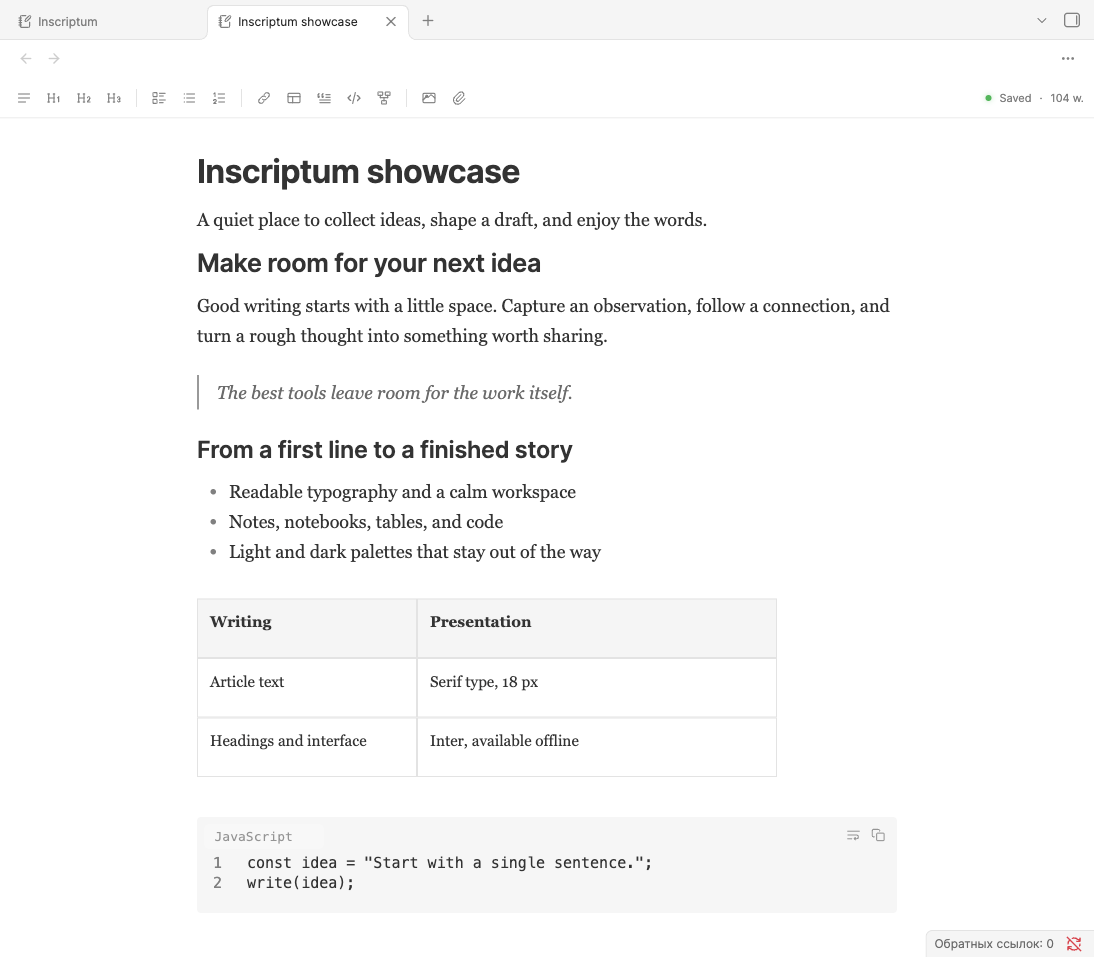 Inscriptum
Inscriptum showcase
H1 H2 H3
Saved · 104 w.
Inscriptum showcase
A quiet place to collect ideas, shape a draft, and enjoy the words.
Make room for your next idea
Good writing starts with a little space. Capture an observation, follow a connection, and
turn a rough thought into something worth sharing.
The best tools leave room for the work itself.
From a first line to a finished story
• Readable typography and a calm workspace
• Notes, notebooks, tables, and code
• Light and dark palettes that stay out of the way
Writing Presentation
Article text Serif type, 18 px
Headings and interface Inter, available offline
JavaScript
1 const idea = "Start with a single sentence.";
2 write(idea);
Обратных ссылок: 0